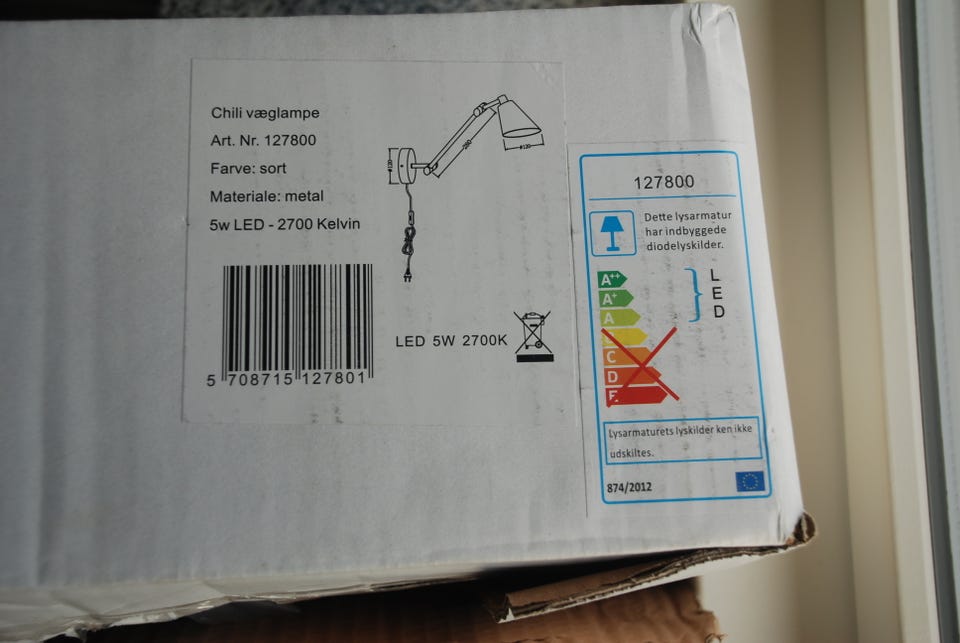 Chili væglampe
Art. Nr. 127800
Farve: sort
Materiale: metal
5w LED - 2700 Kelvin
5 708715 127801
LED 5W 2700K
127800
Dette lysarmatur
har indbyggede
diodelyskilder.
A++
A+
A
C
D
E
L
E
D
Lysarmaturets lyskilder ken ikke
udskiltes.
874/2012